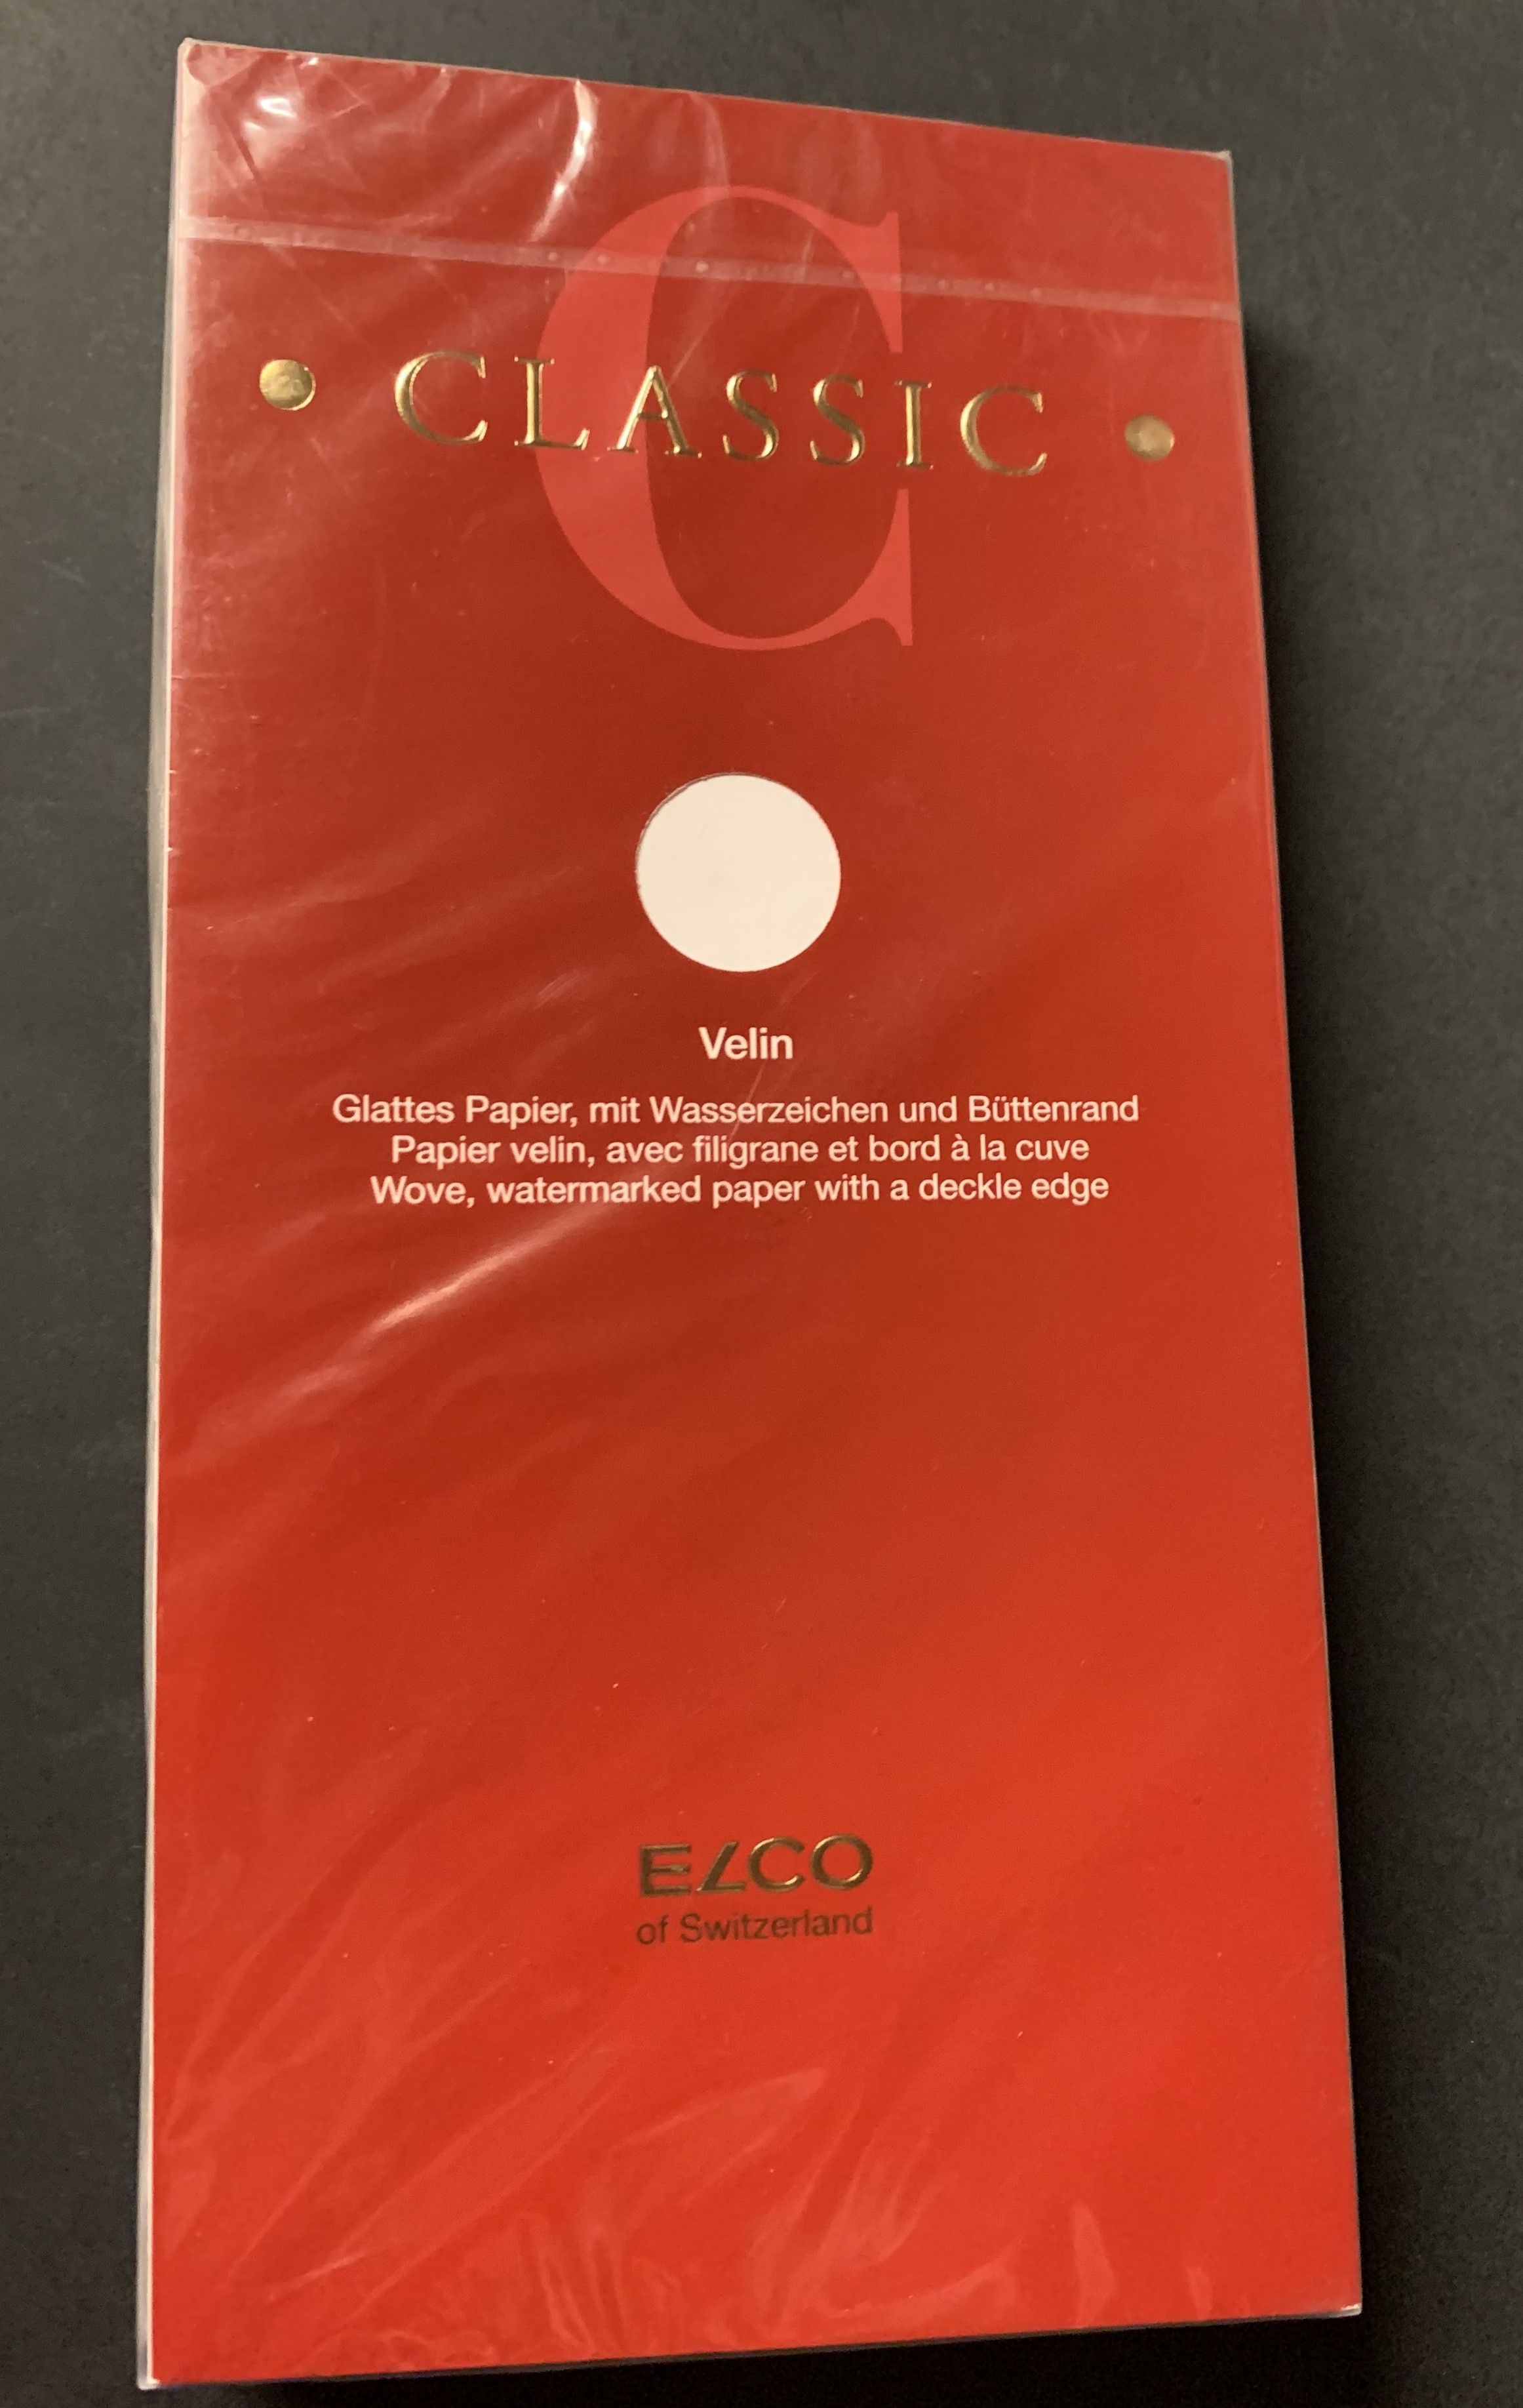 C
• CLASSIC •
Velin
Glattes Papier, mit Wasserzeichen und Büttenrand
Papier velin, avec filigrane et bord à la cuve
Wove, watermarked paper with a deckle edge
ELCO
of Switzerland